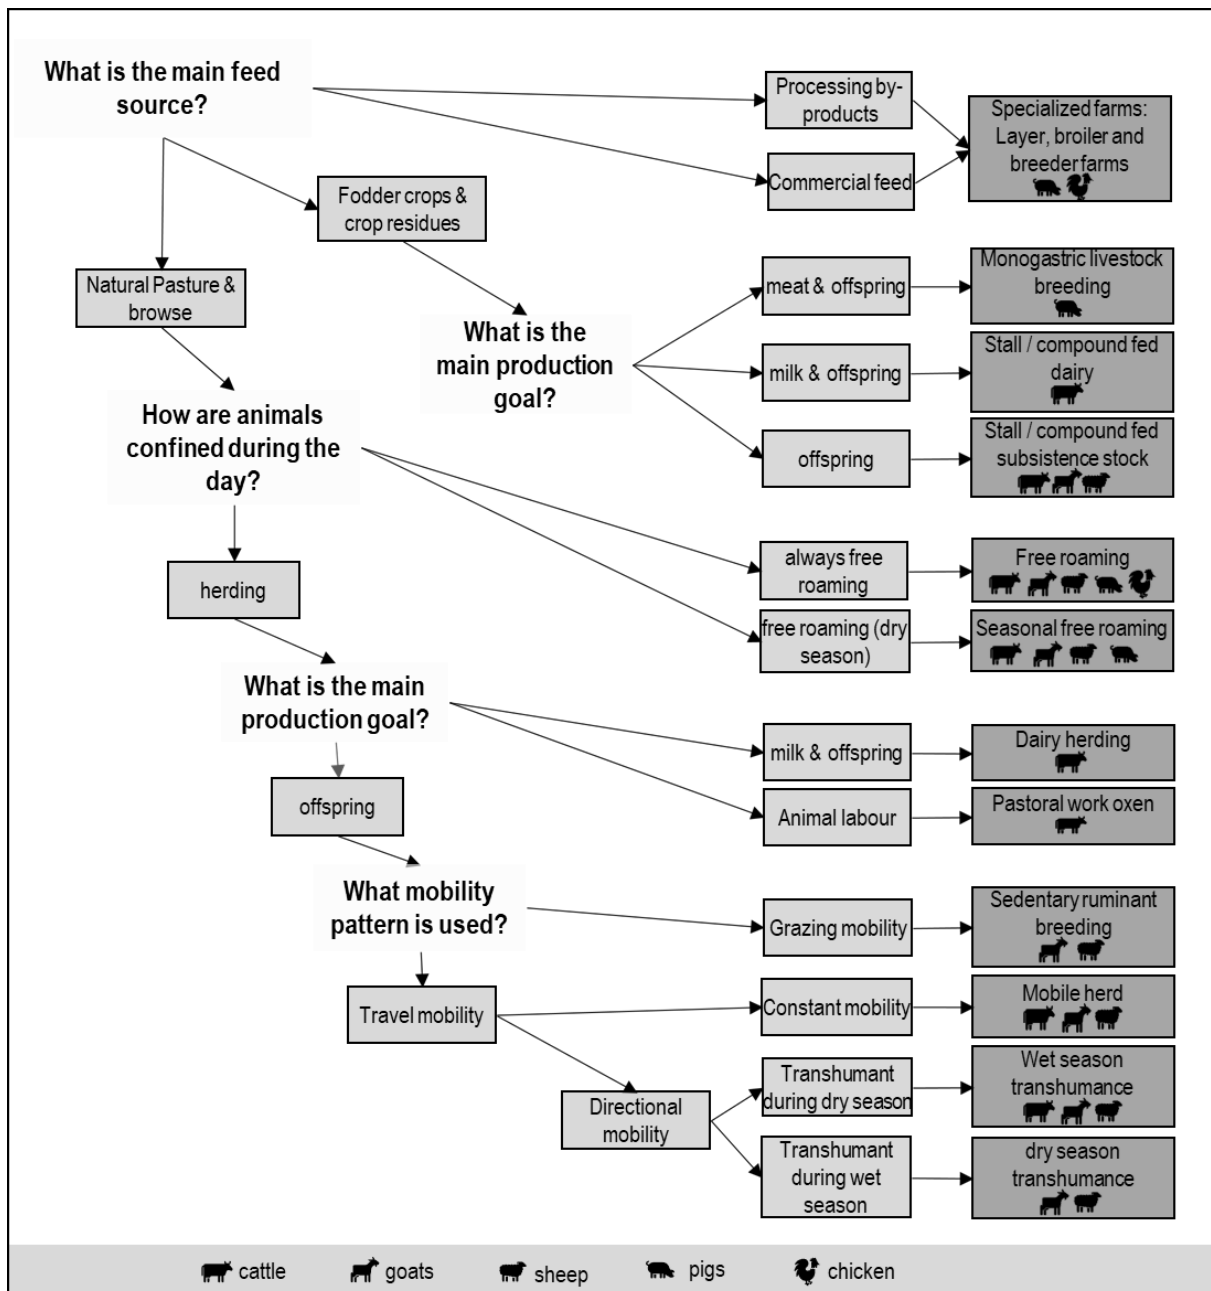 What is the main feed
source?
Processing by-
products
Specialized farms:
Layer, broiler and
breeder farms
Commercial feed
Fodder crops &
crop residues
Natural Pasture &
browse
What is the
main production
goal?
meat & offspring
Monogastric livestock
breeding
milk & offspring
Stall / compound fed
dairy
offspring
Stall / compound fed
subsistence stock
How are animals
confined during the
day?
always free
roaming
Free roaming
free roaming (dry
season)
Seasonal free roaming
herding
What is the main
production goal?
milk & offspring
Dairy herding
Animal labour
Pastoral work oxen
offspring
What mobility
pattern is used?
Grazing mobility
Sedentary ruminant
breeding
Travel mobility
Constant mobility
Mobile herd
Directional
mobility
Transhumant
during dry season
Wet season
transhumance
Transhumant
during wet
season
dry season
transhumance
cattle
goats
sheep
pigs
chicken